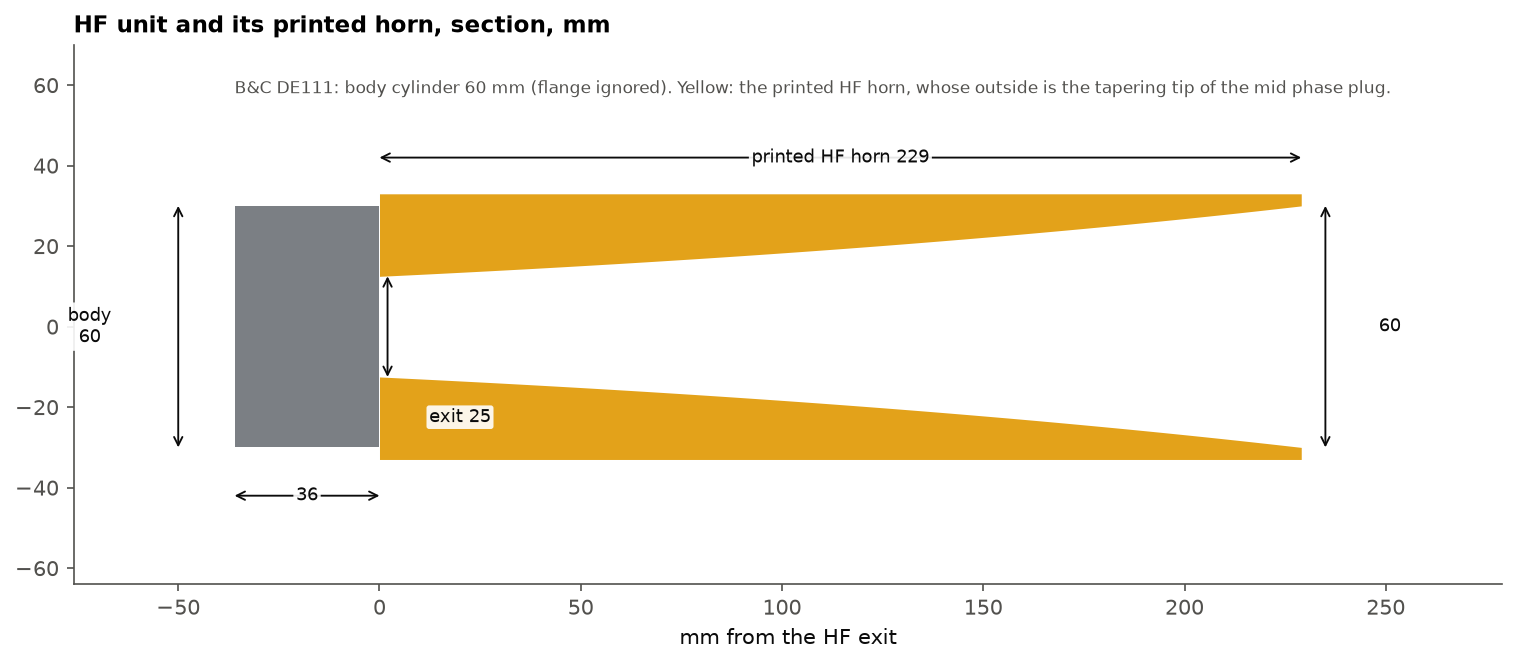 HF unit and its printed horn, section, mm
B&C DE111: body cylinder 60 mm (flange ignored). Yellow: the printed HF horn, whose outside is the tapering tip of the mid phase plug.
60
40
20
0
−20
−40
−60
printed HF horn 229
body
60
60
exit 25
36
−50
0
50
100
150
200
250
mm from the HF exit